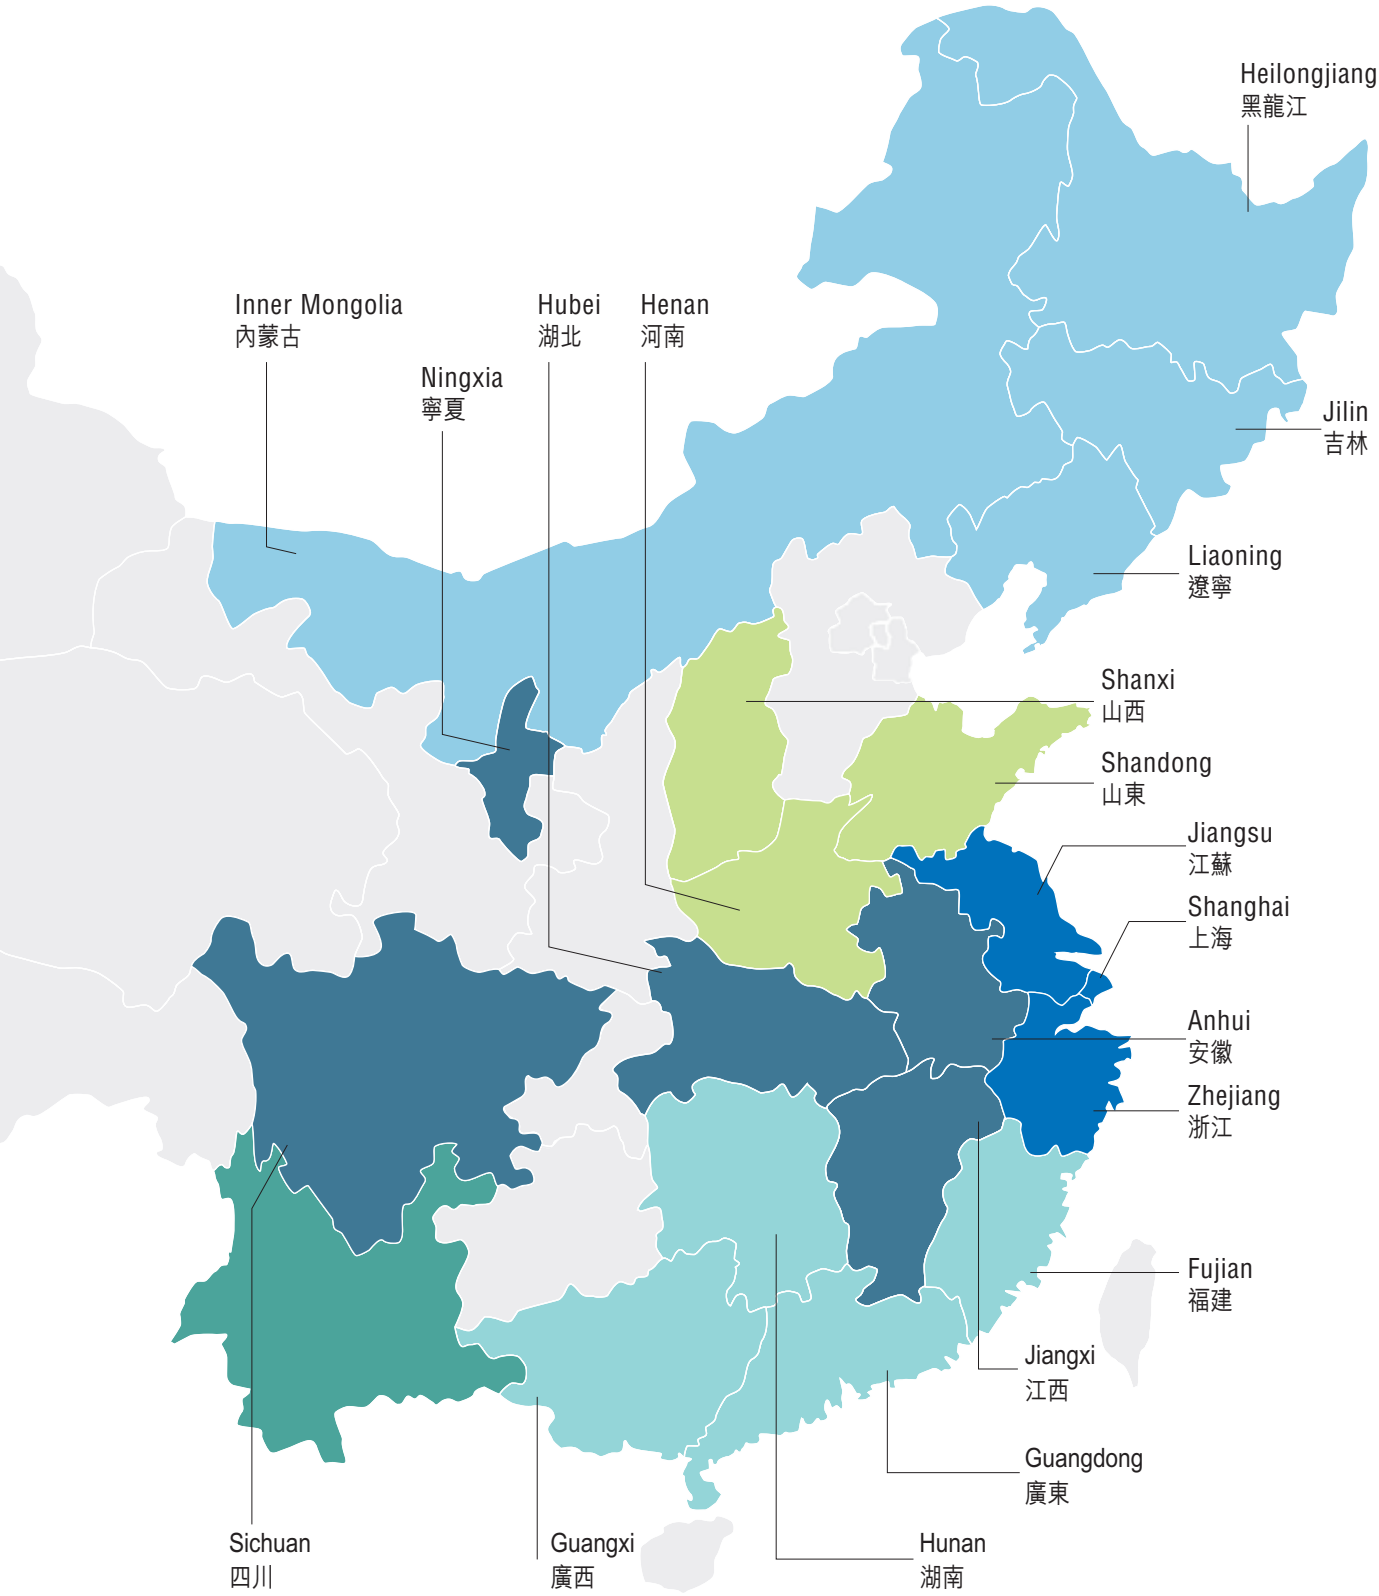 Heilongjiang
黑龍江
Inner Mongolia
內蒙古
Hubei
湖北
Henan
河南
Ningxia
寧夏
Jilin
吉林
Liaoning
遼寧
Shanxi
山西
Shandong
山東
Jiangsu
江蘇
Shanghai
上海
Anhui
安徽
Zhejiang
浙江
Fujian
福建
Jiangxi
江西
Guangdong
廣東
Sichuan
四川
Guangxi
廣西
Hunan
湖南